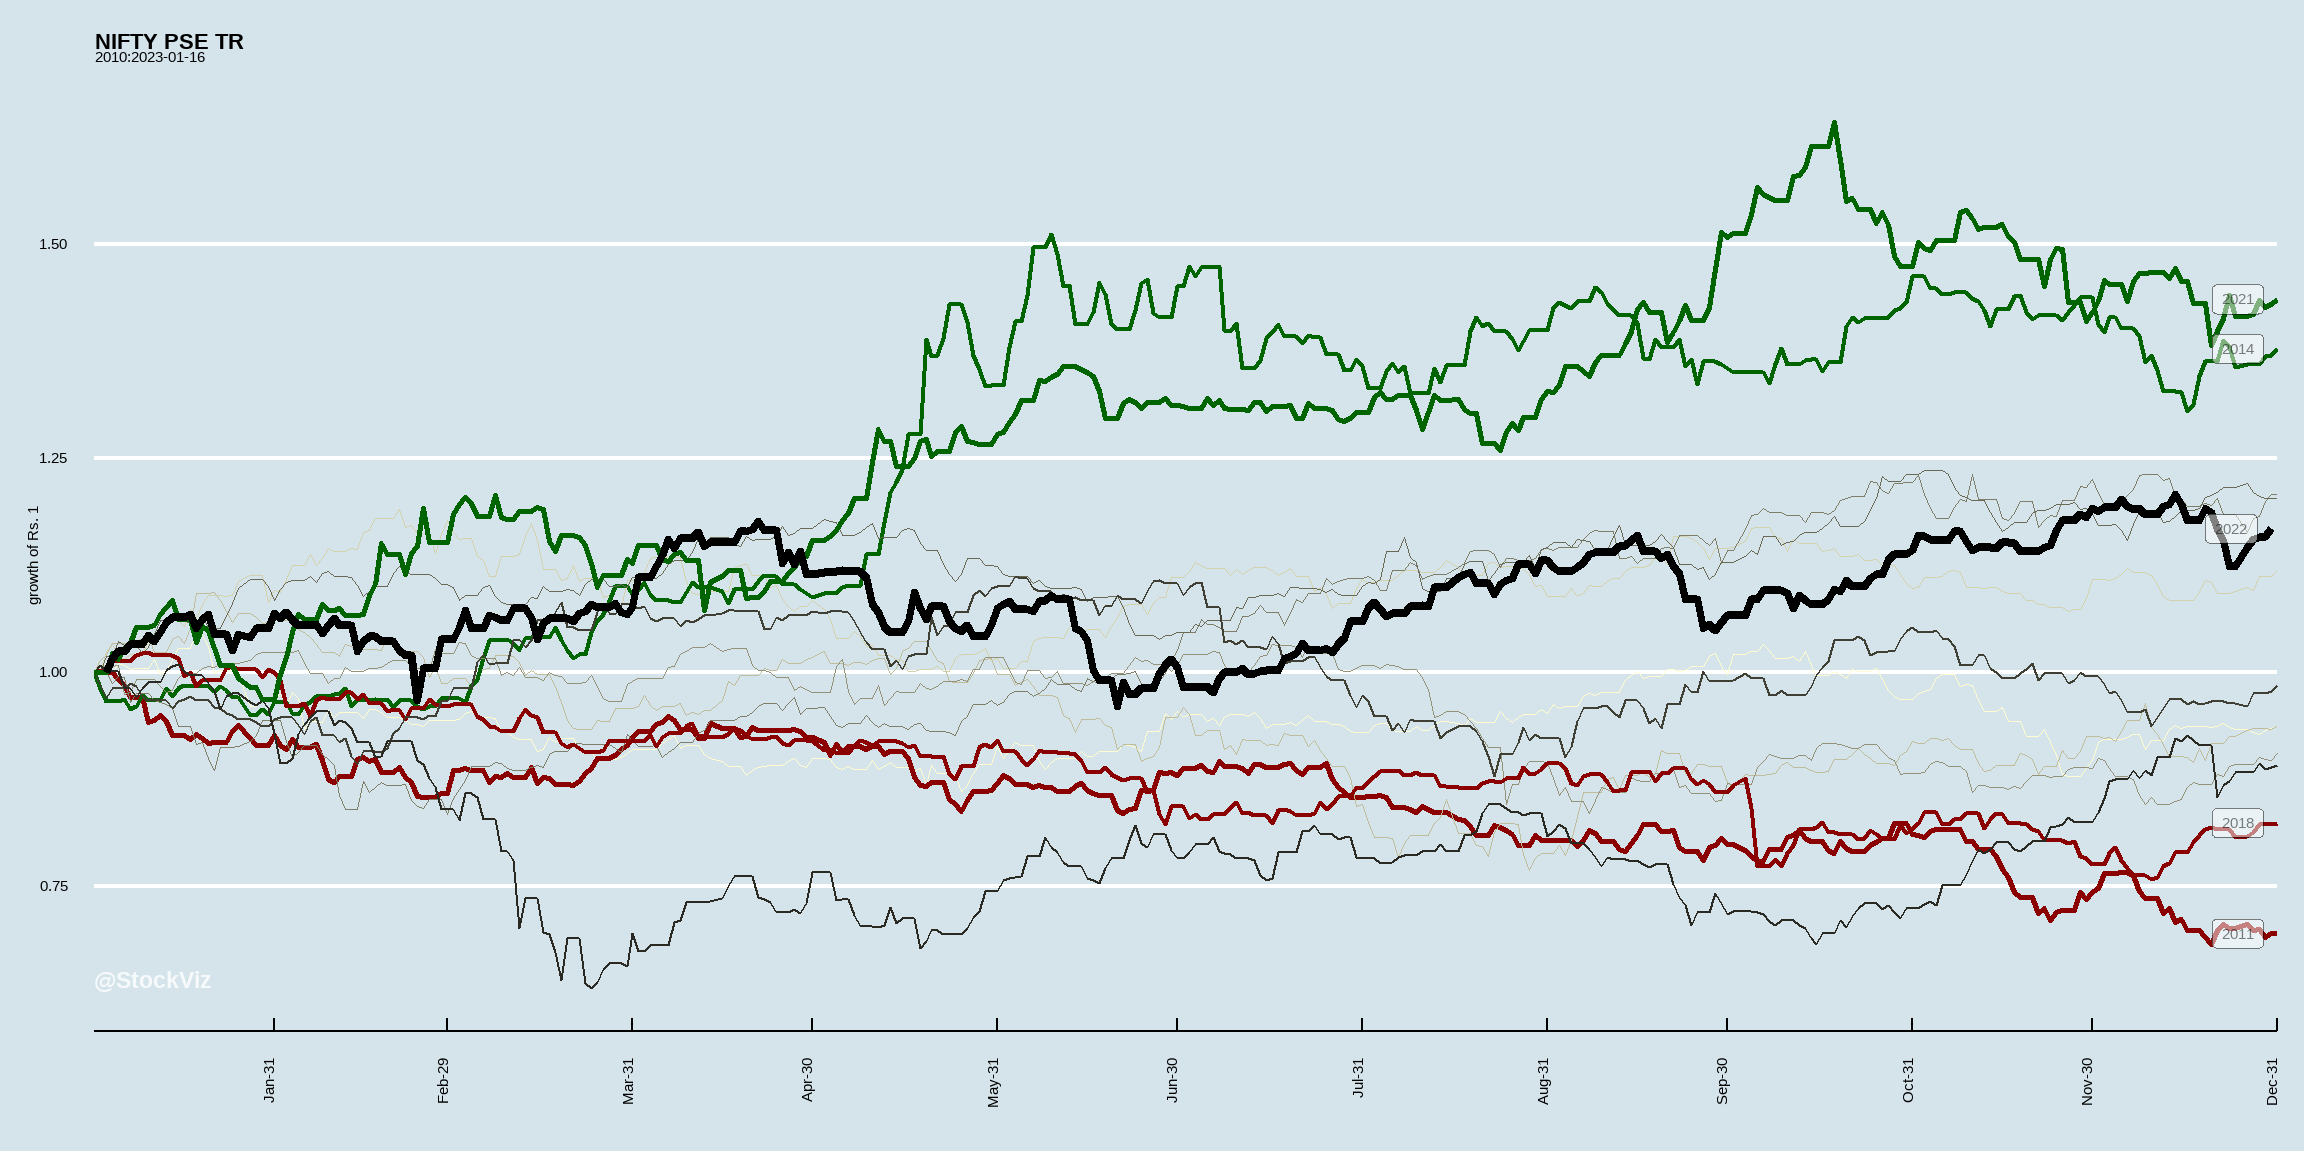 NIFTY PSE TR
2010:2023-01-16
growth of Rs. 1
1.50
1.25
1.00
0.75
2021
2014
2022
2018
2011
@StockViz
Jan-31
Feb-29
Mar-31
Apr-30
May-31
Jun-30
Jul-31
Aug-31
Sep-30
Oct-31
Nov-30
Dec-31